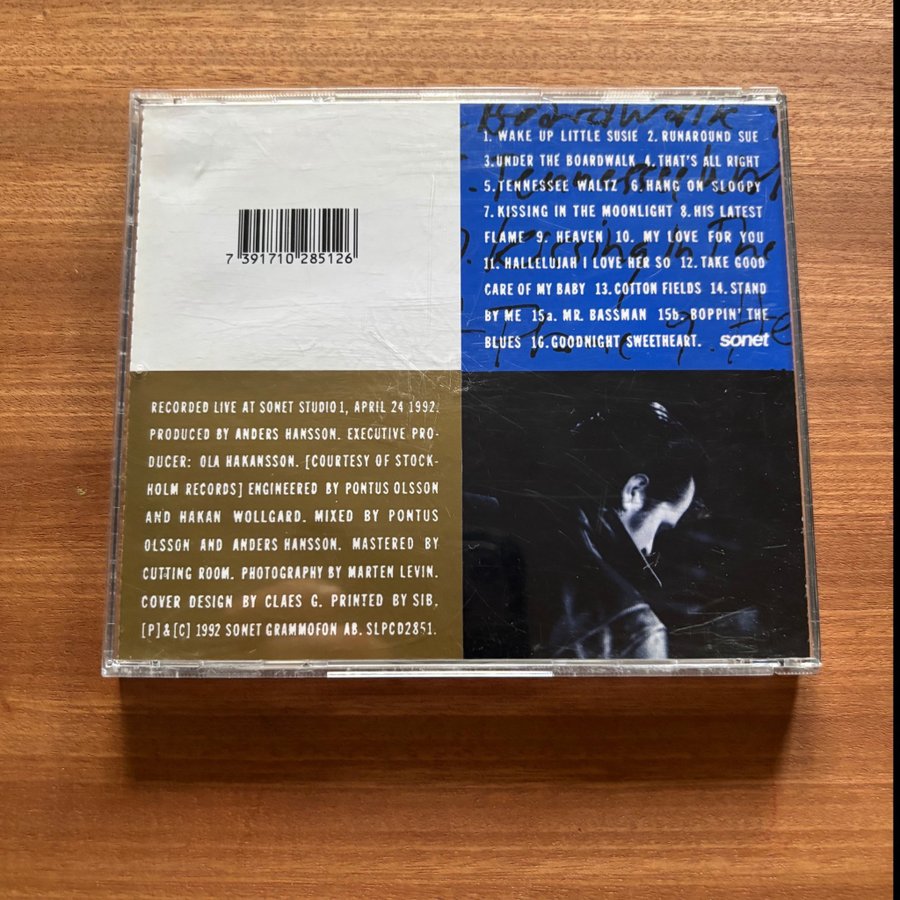 7 391710 285126
Boardwalk
1. WAKE UP LITTLE SUSIE 2. RUNAROUND SUE
3. UNDER THE BOARDWALK 4. THAT'S ALL RIGHT
5. TENNESSEE WALTZ 6. HANG ON SLOOPY
7. KISSING IN THE MOONLIGHT 8. HIS LATEST
FLAME 9. HEAVEN 10. MY LOVE FOR YOU
11. HALLELUJAH I LOVE HER SO 12. TAKE GOOD
CARE OF MY BABY 13. COTTON FIELDS 14. STAND
BY ME 15a. MR. BASSMAN 15b. BOPPIN' THE
BLUES 16. GOODNIGHT SWEETHEART. sonet
RECORDED LIVE AT SONET STUDIO 1, APRIL 24 1992.
PRODUCED BY ANDERS HANSSON. EXECUTIVE PRO-
DUCER: OLA HAKANSSON. [COURTESY OF STOCK-
HOLM RECORDS] ENGINEERED BY PONTUS OLSSON
AND HAKAN WOLLGARD. MIXED BY PONTUS
OLSSON AND ANDERS HANSSON. MASTERED BY
CUTTING ROOM. PHOTOGRAPHY BY MARTEN LEVIN.
COVER DESIGN BY CLAES G. PRINTED BY SIB.
[P]&[C] 1992 SONET GRAMMOFON AB. SLPCD2851.